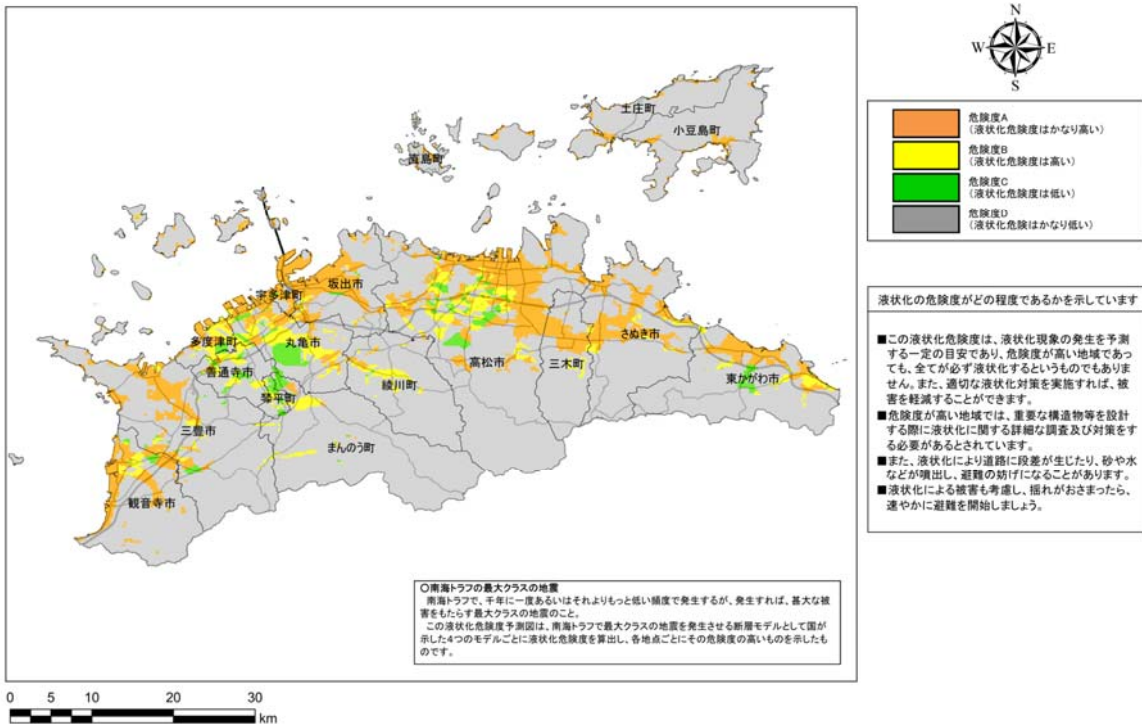 N
W E
S
危険度A
(液状化危険度はかなり高い)
危険度B
(液状化危険度は高い)
危険度C
(液状化危険度は低い)
危険度D
(液状化危険はかなり低い)
土庄町
小豆島町
直島町
坂出市
宇多津町
多度津町
丸亀市
善通寺市
琴平町
綾川町
高松市
三木町
さぬき市
東かがわ市
三豊市
まんのう町
観音寺市
液状化の危険度がどの程度であるかを示しています
■この液状化危険度は、液状化現象の発生を予測
する一定の目安であり、危険度が高い地域であっ
ても、全てが必ず液状化するというものでもありま
せん。また、適切な液状化対策を実施すれば、被
害を軽減することができます。
■危険度が高い地域では、重要な構造物等を設計
する際に液状化に関する詳細な調査及び対策をす
る必要があるとされています。
■また、液状化により道路に段差が生じたり、砂や水
などが噴出し、避難の妨げになることがあります。
■液状化による被害も考慮し、揺れがおさまったら、
速やかに避難を開始しましょう。
○南海トラフの最大クラスの地震
南海トラフで、千年に一度あるいはそれよりもっと低い頻度で発生するが、発生すれば、甚大な被
害をもたらす最大クラスの地震のこと。
この液状化危険度予測図は、南海トラフで最大クラスの地震を発生させる断層モデルとして国が
示した4つのモデルごとに液状化危険度を算出し、各地点ごとにその危険度の高いものを示したも
のです。
0 5 10 20 30
km